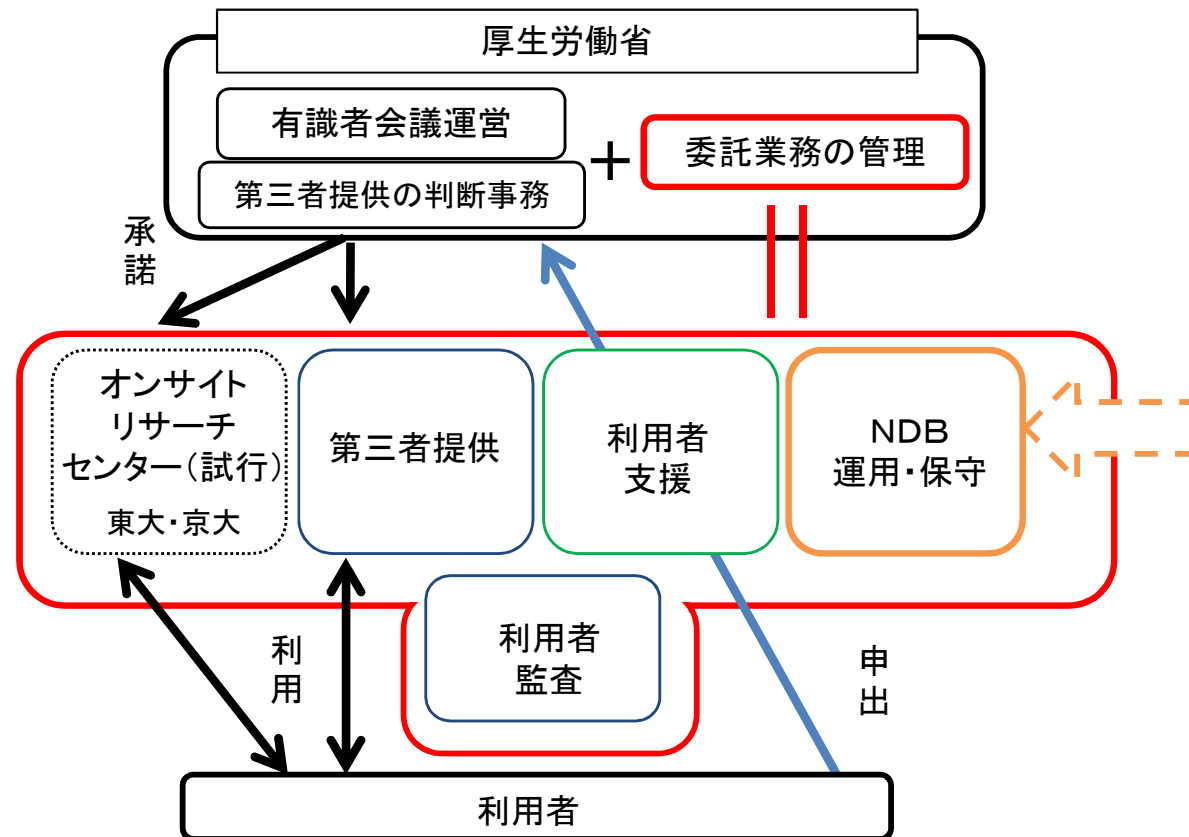 厚生労働省
有識者会議運営
第三者提供の判断事務
+
委託業務の管理
承
諾
オンサイト
リサーチ
センター(試行)
東大・京大
第三者提供
利用者
支援
NDB
運用・保守
利用者
監査
利
用
申
出
利用者